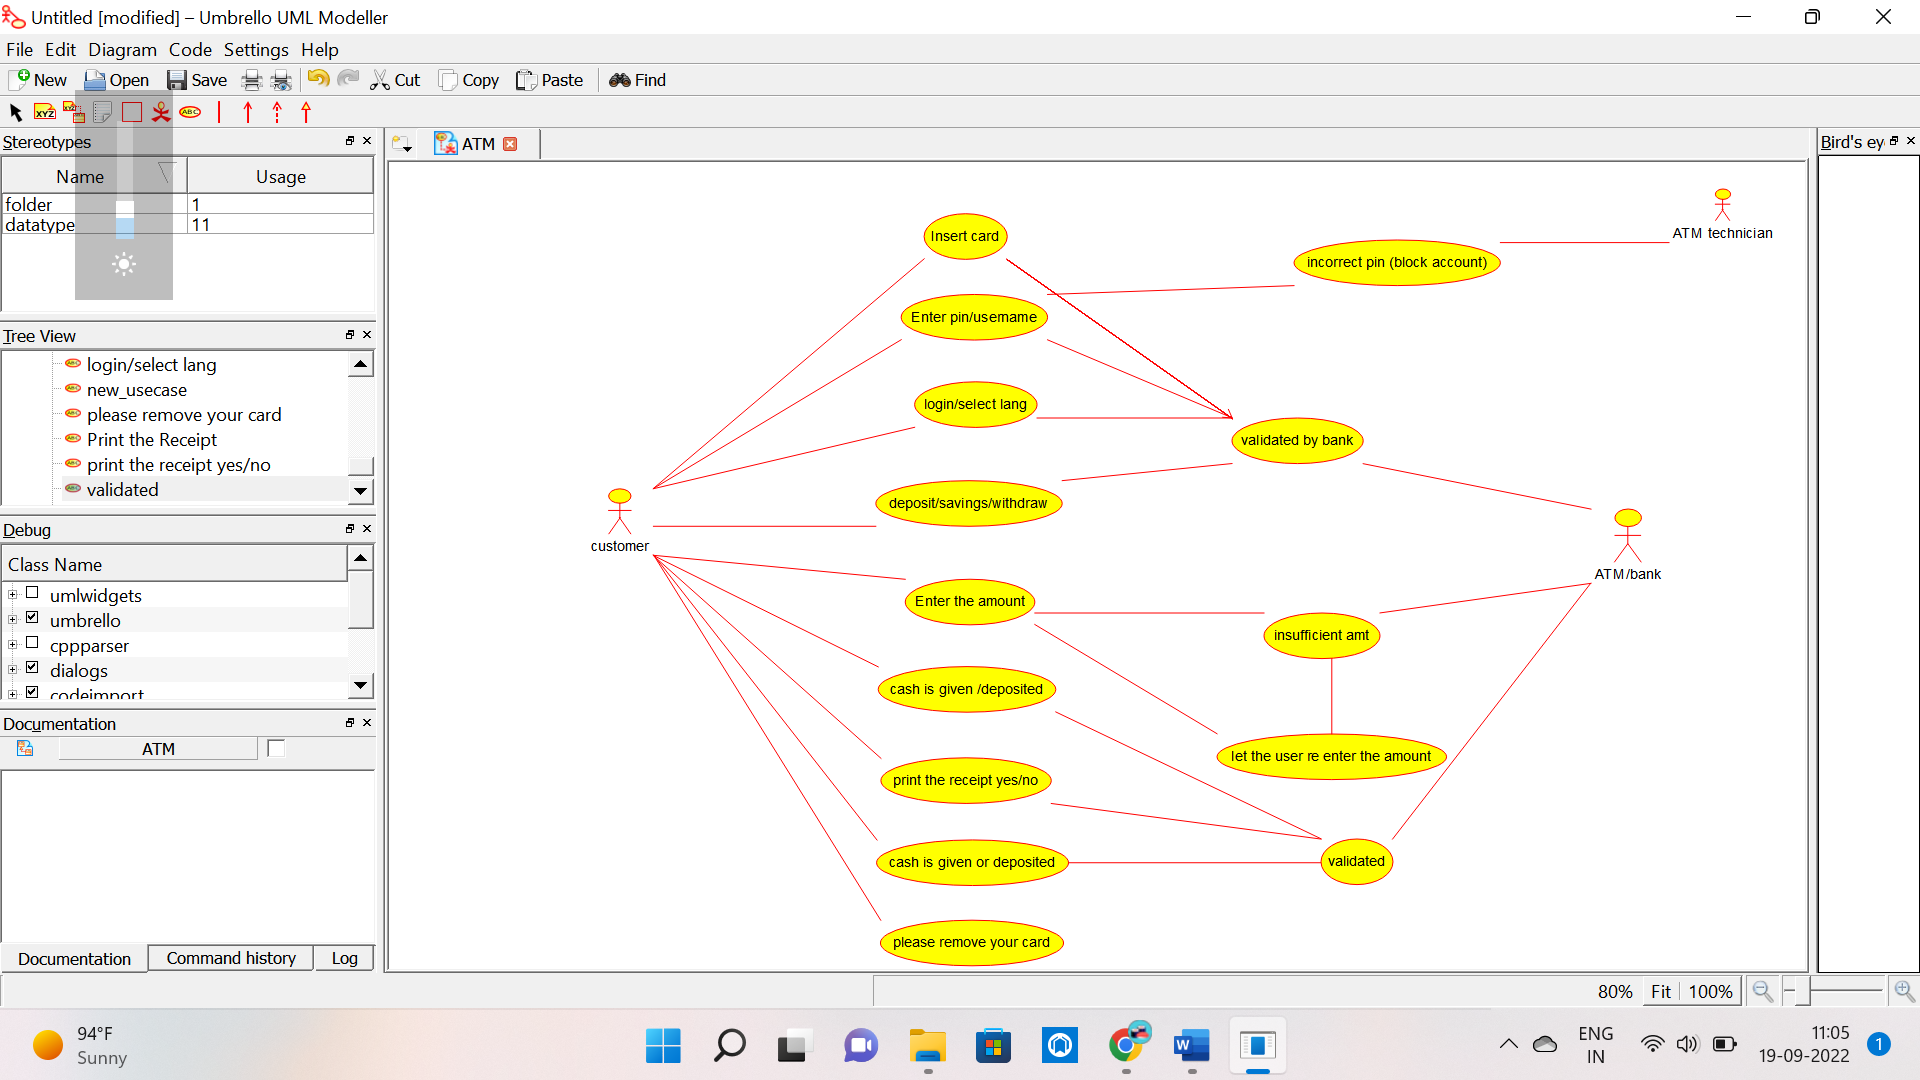 Untitled [modified] – Umbrello UML Modeller
File Edit Diagram Code Settings Help
New Open Save Cut Copy Paste Find
XYZ XYZ ABC
Stereotypes
Name Usage
folder 1
datatype 11
Tree View
login/select lang
new_usecase
please remove your card
Print the Receipt
print the receipt yes/no
validated
Debug
Class Name
umlwidgets
umbrello
cppparser
dialogs
codeimport
Documentation
ATM
Documentation Command history Log
ATM
Bird's ey
ATM technician
Insert card
incorrect pin (block account)
Enter pin/username
login/select lang
validated by bank
deposit/savings/withdraw
customer
ATM/bank
Enter the amount
insufficient amt
cash is given /deposited
let the user re enter the amount
print the receipt yes/no
cash is given or deposited
validated
please remove your card
80% Fit 100%
94°F
Sunny
W
ENG
IN
11:05
19-09-2022
1